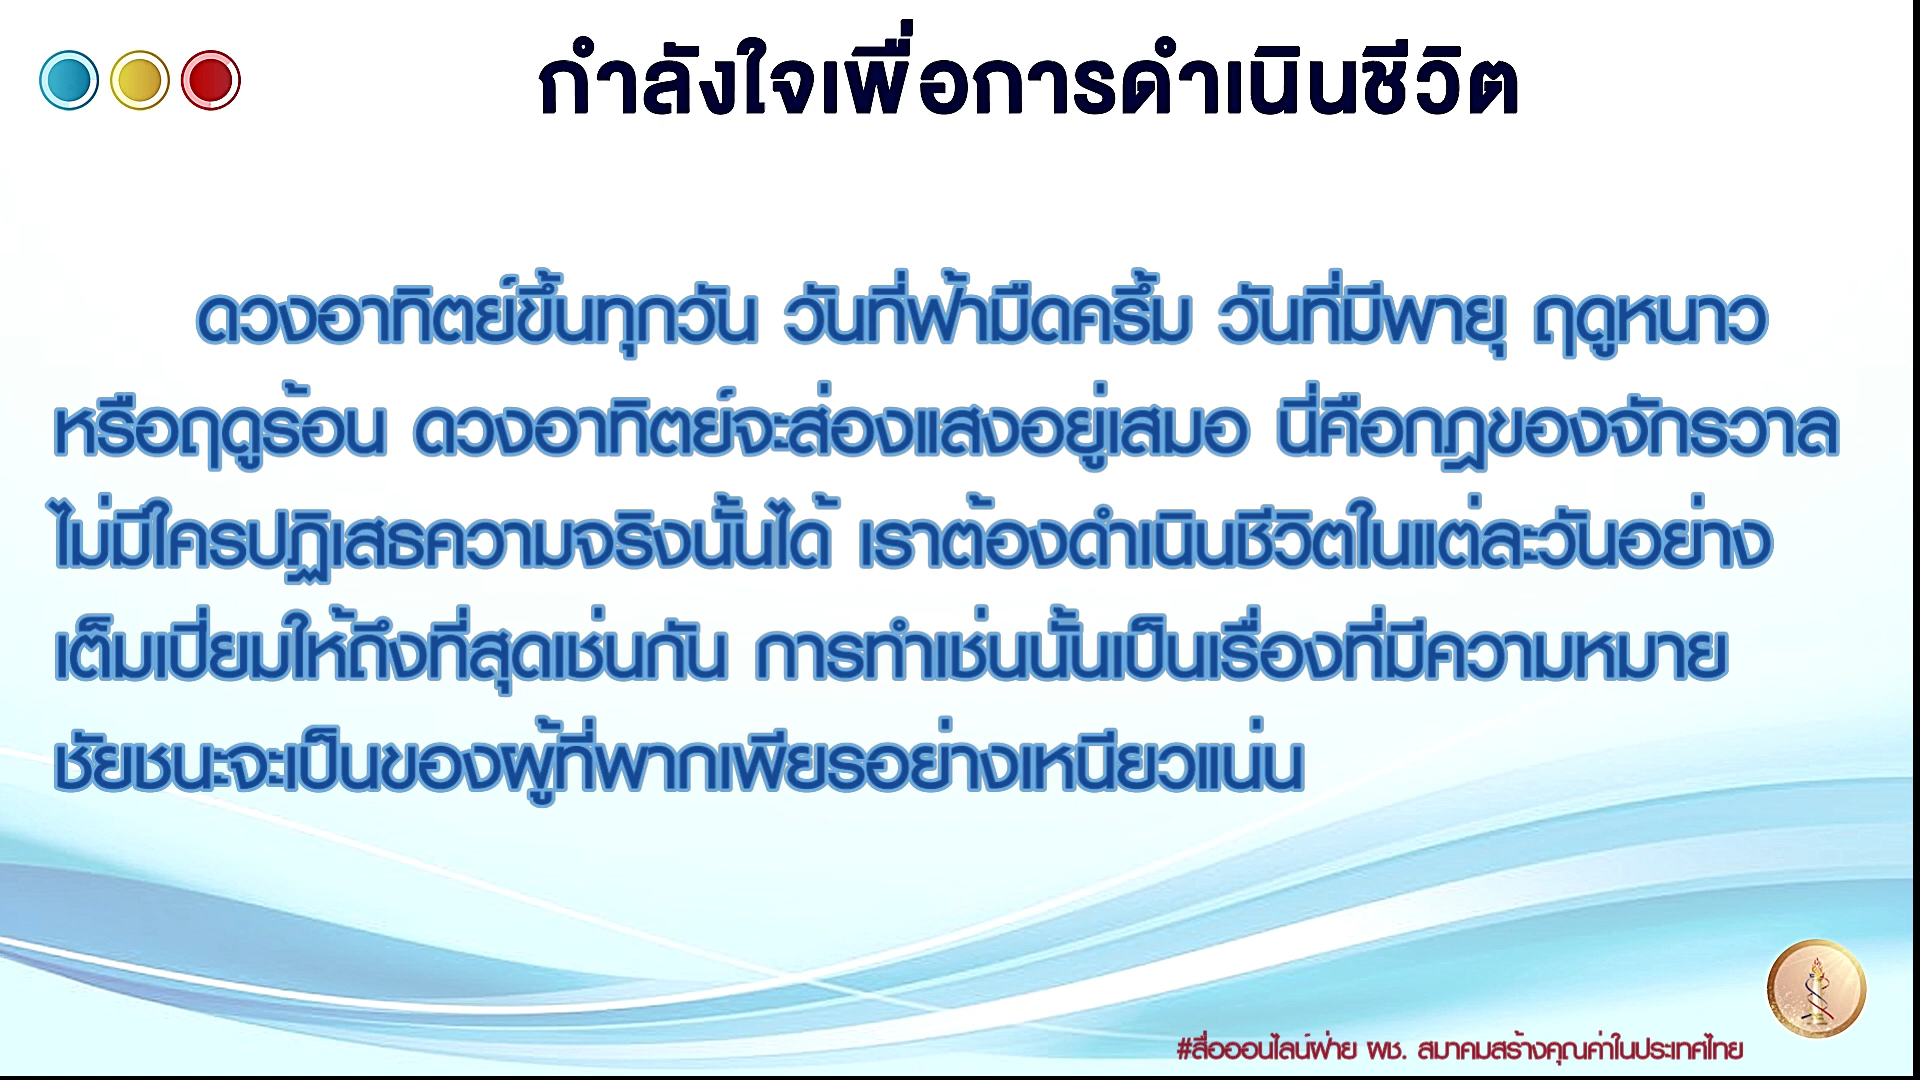 กำลังใจเพื่อการดำเนินชีวิต
ดวงอาทิตย์ขึ้นทุกวัน วันที่ฟ้ามืดครึ้ม วันที่มีพายุ ฤดูหนาว
หรือฤดูร้อน ดวงอาทิตย์จะส่องแสงอยู่เสมอ นี่คือกฎของจักรวาล
ไม่มีใครปฏิเสธความจริงนั้นได้ เราต้องดำเนินชีวิตในแต่ละวันอย่าง
เต็มเปี่ยมให้ถึงที่สุดเช่นกัน การทำเช่นนั้นเป็นเรื่องที่มีความหมาย
ชัยชนะจะเป็นของผู้ที่พากเพียรอย่างเหนียวแน่น
#สื่อออนไลน์ฝ่าย ผช. สมาคมสร้างคุณค่าในประเทศไทย